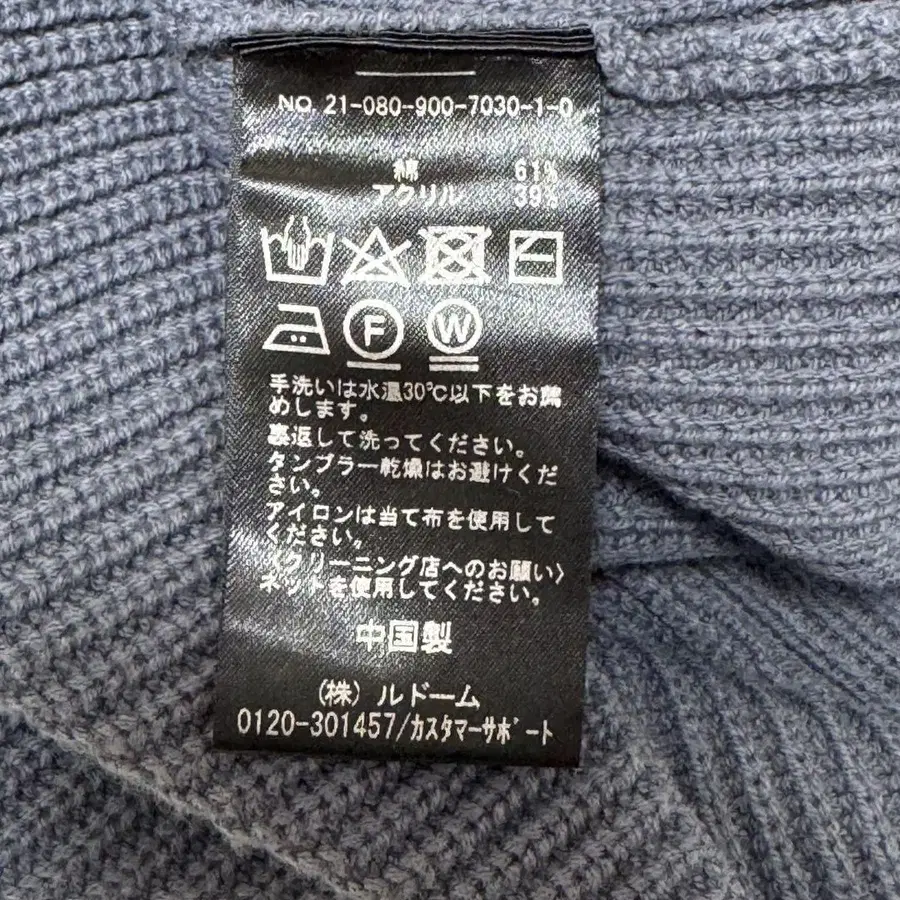 NO. 21-080-900-7030-1-0
綿 61%
アクリル 39%
F W
手洗いは水温30℃以下をお薦
めします。
裏返して洗ってください。
タンブラー乾燥はお避けくだ
さい。
アイロンは当て布を使用して
ください。
〈クリーニング店へのお願い〉
ネットを使用してください。
中国製
(株) ルドーム
0120-301457/カスタマーサポート